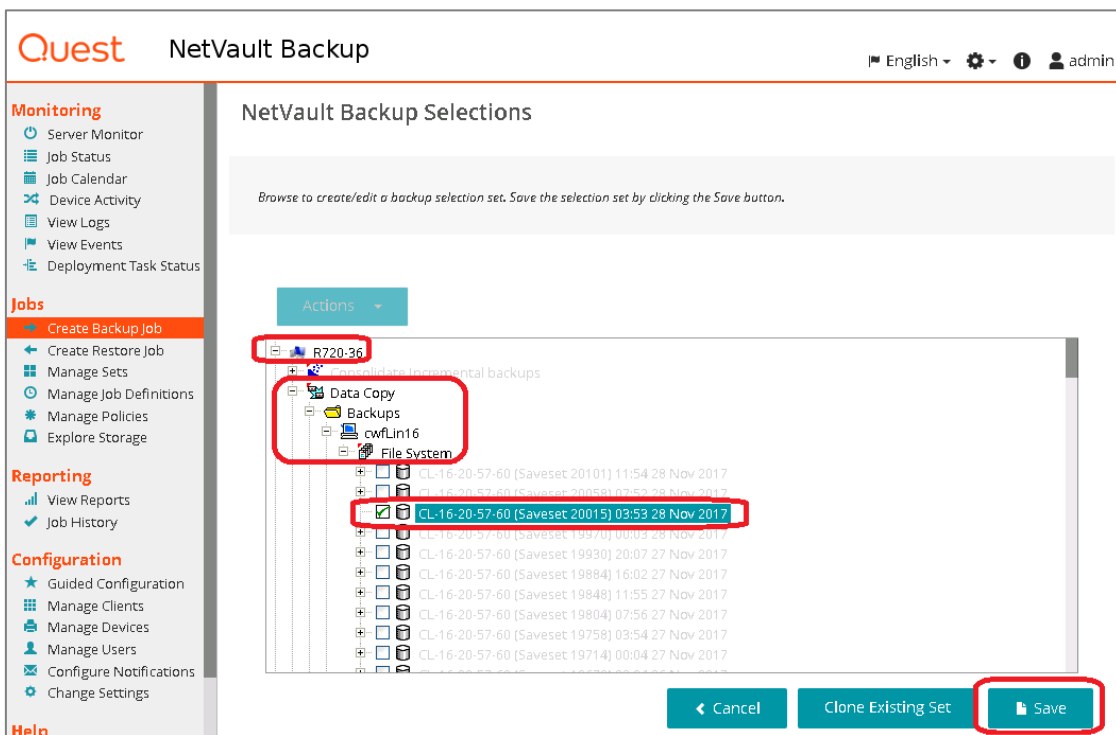 Quest NetVault Backup
English admin
Monitoring
Server Monitor
Job Status
Job Calendar
Device Activity
View Logs
View Events
Deployment Task Status
Jobs
Create Backup Job
Create Restore Job
Manage Sets
Manage Job Definitions
Manage Policies
Explore Storage
Reporting
View Reports
Job History
Configuration
Guided Configuration
Manage Clients
Manage Devices
Manage Users
Configure Notifications
Change Settings
Help
NetVault Backup Selections
Browse to create/edit a backup selection set. Save the selection set by clicking the Save button.
Actions
R720-36
Consolidate Incremental backups
Data Copy
Backups
cwfLin16
File System
CL-16-20-57-60 (Saveset 20101) 11:54 28 Nov 2017
CL-16-20-57-60 (Saveset 20058) 07:52 28 Nov 2017
CL-16-20-57-60 (Saveset 20015) 03:53 28 Nov 2017
CL-16-20-57-60 (Saveset 19970) 00:03 28 Nov 2017
CL-16-20-57-60 (Saveset 19930) 20:07 27 Nov 2017
CL-16-20-57-60 (Saveset 19884) 16:02 27 Nov 2017
CL-16-20-57-60 (Saveset 19848) 11:55 27 Nov 2017
CL-16-20-57-60 (Saveset 19804) 07:56 27 Nov 2017
CL-16-20-57-60 (Saveset 19758) 03:54 27 Nov 2017
CL-16-20-57-60 (Saveset 19714) 00:04 27 Nov 2017
Cancel
Clone Existing Set
Save